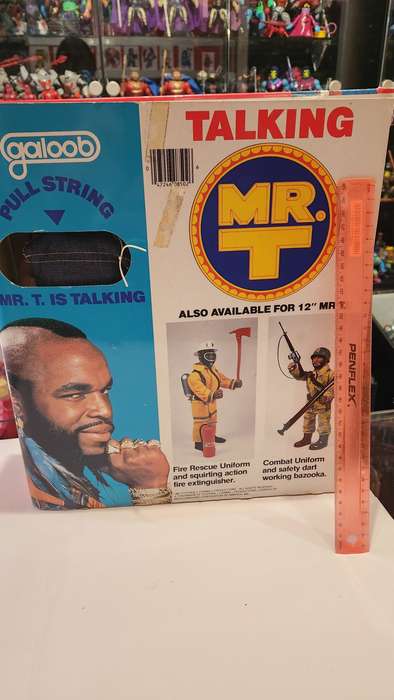 galoob
PULL STRING
MR. T. IS TALKING
TALKING
MR.
T
ALSO AVAILABLE FOR 12" MR
Fire Rescue Uniform
and squirting action
fire extinguisher.
Combat Uniform
and safety dart
working bazooka.
PENFLEX